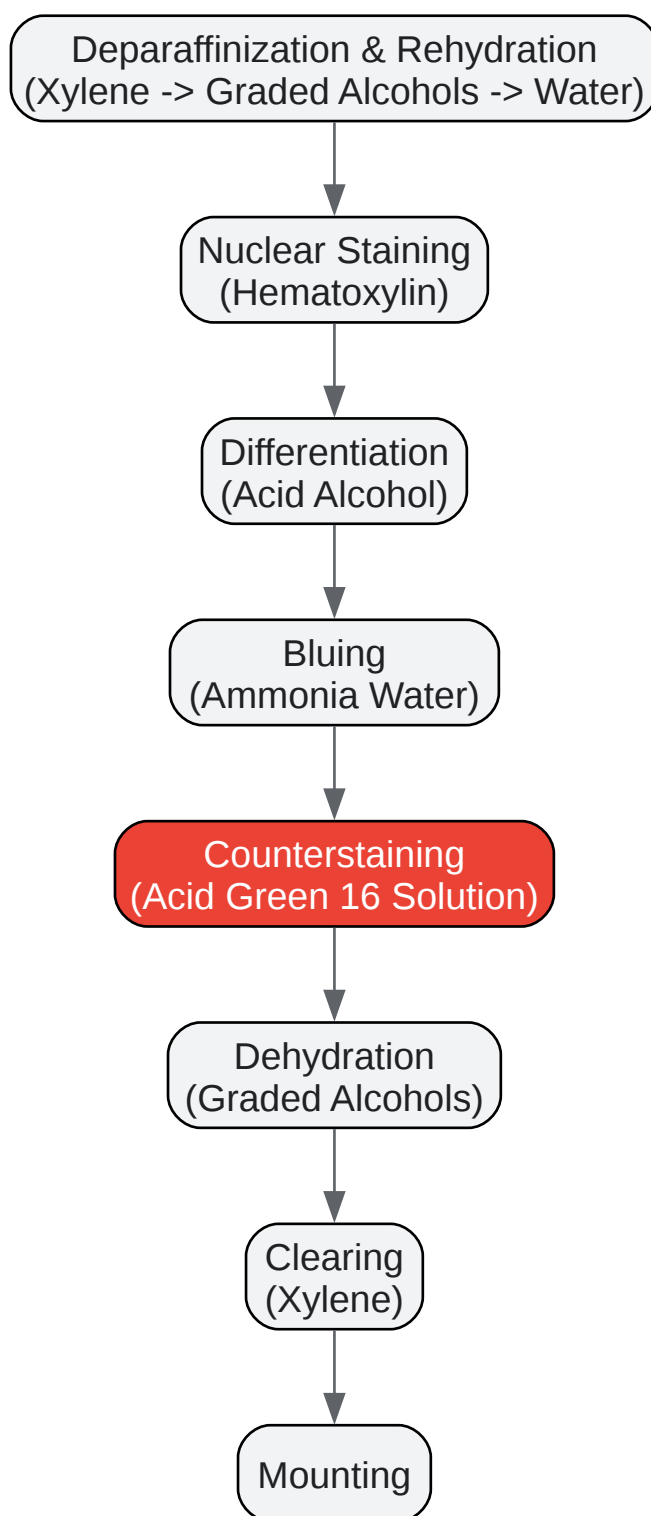 Deparaffinization & Rehydration
(Xylene -> Graded Alcohols -> Water)
Nuclear Staining
(Hematoxylin)
Differentiation
(Acid Alcohol)
Bluing
(Ammonia Water)
Counterstaining
(Acid Green 16 Solution)
Dehydration
(Graded Alcohols)
Clearing
(Xylene)
Mounting